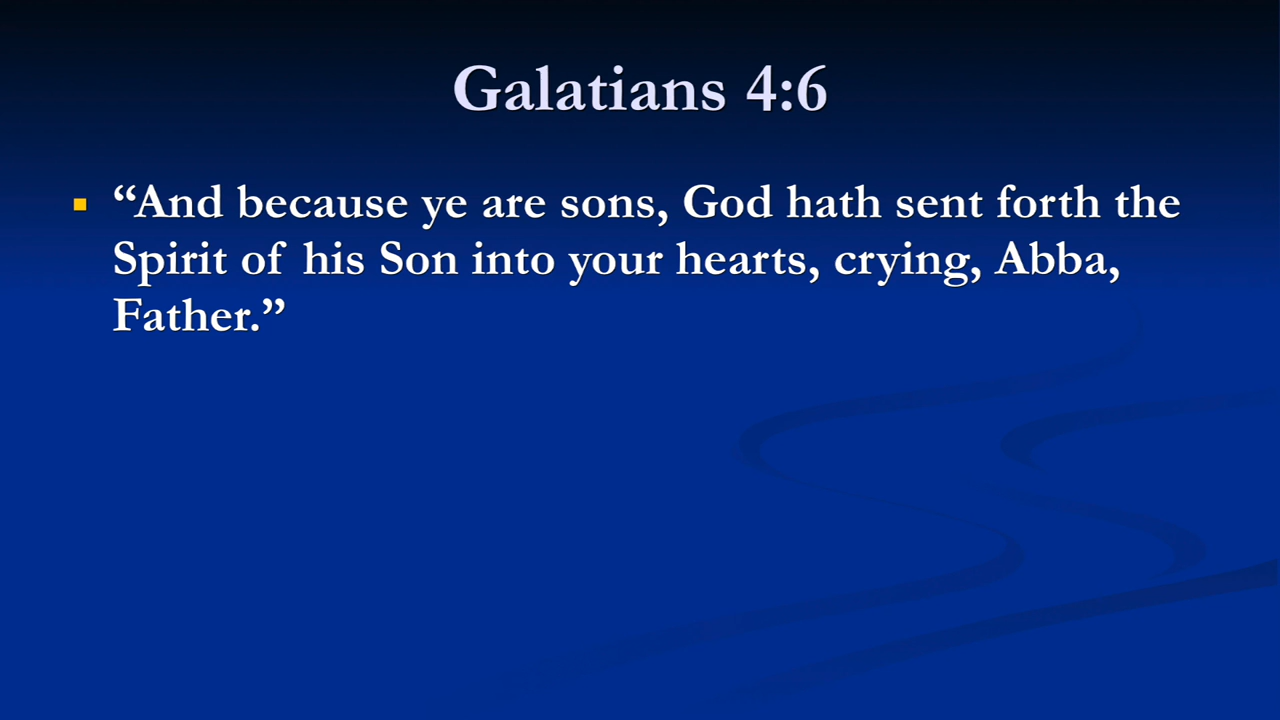 Galatians 4:6
“And because ye are sons, God hath sent forth the
Spirit of his Son into your hearts, crying, Abba,
Father.”